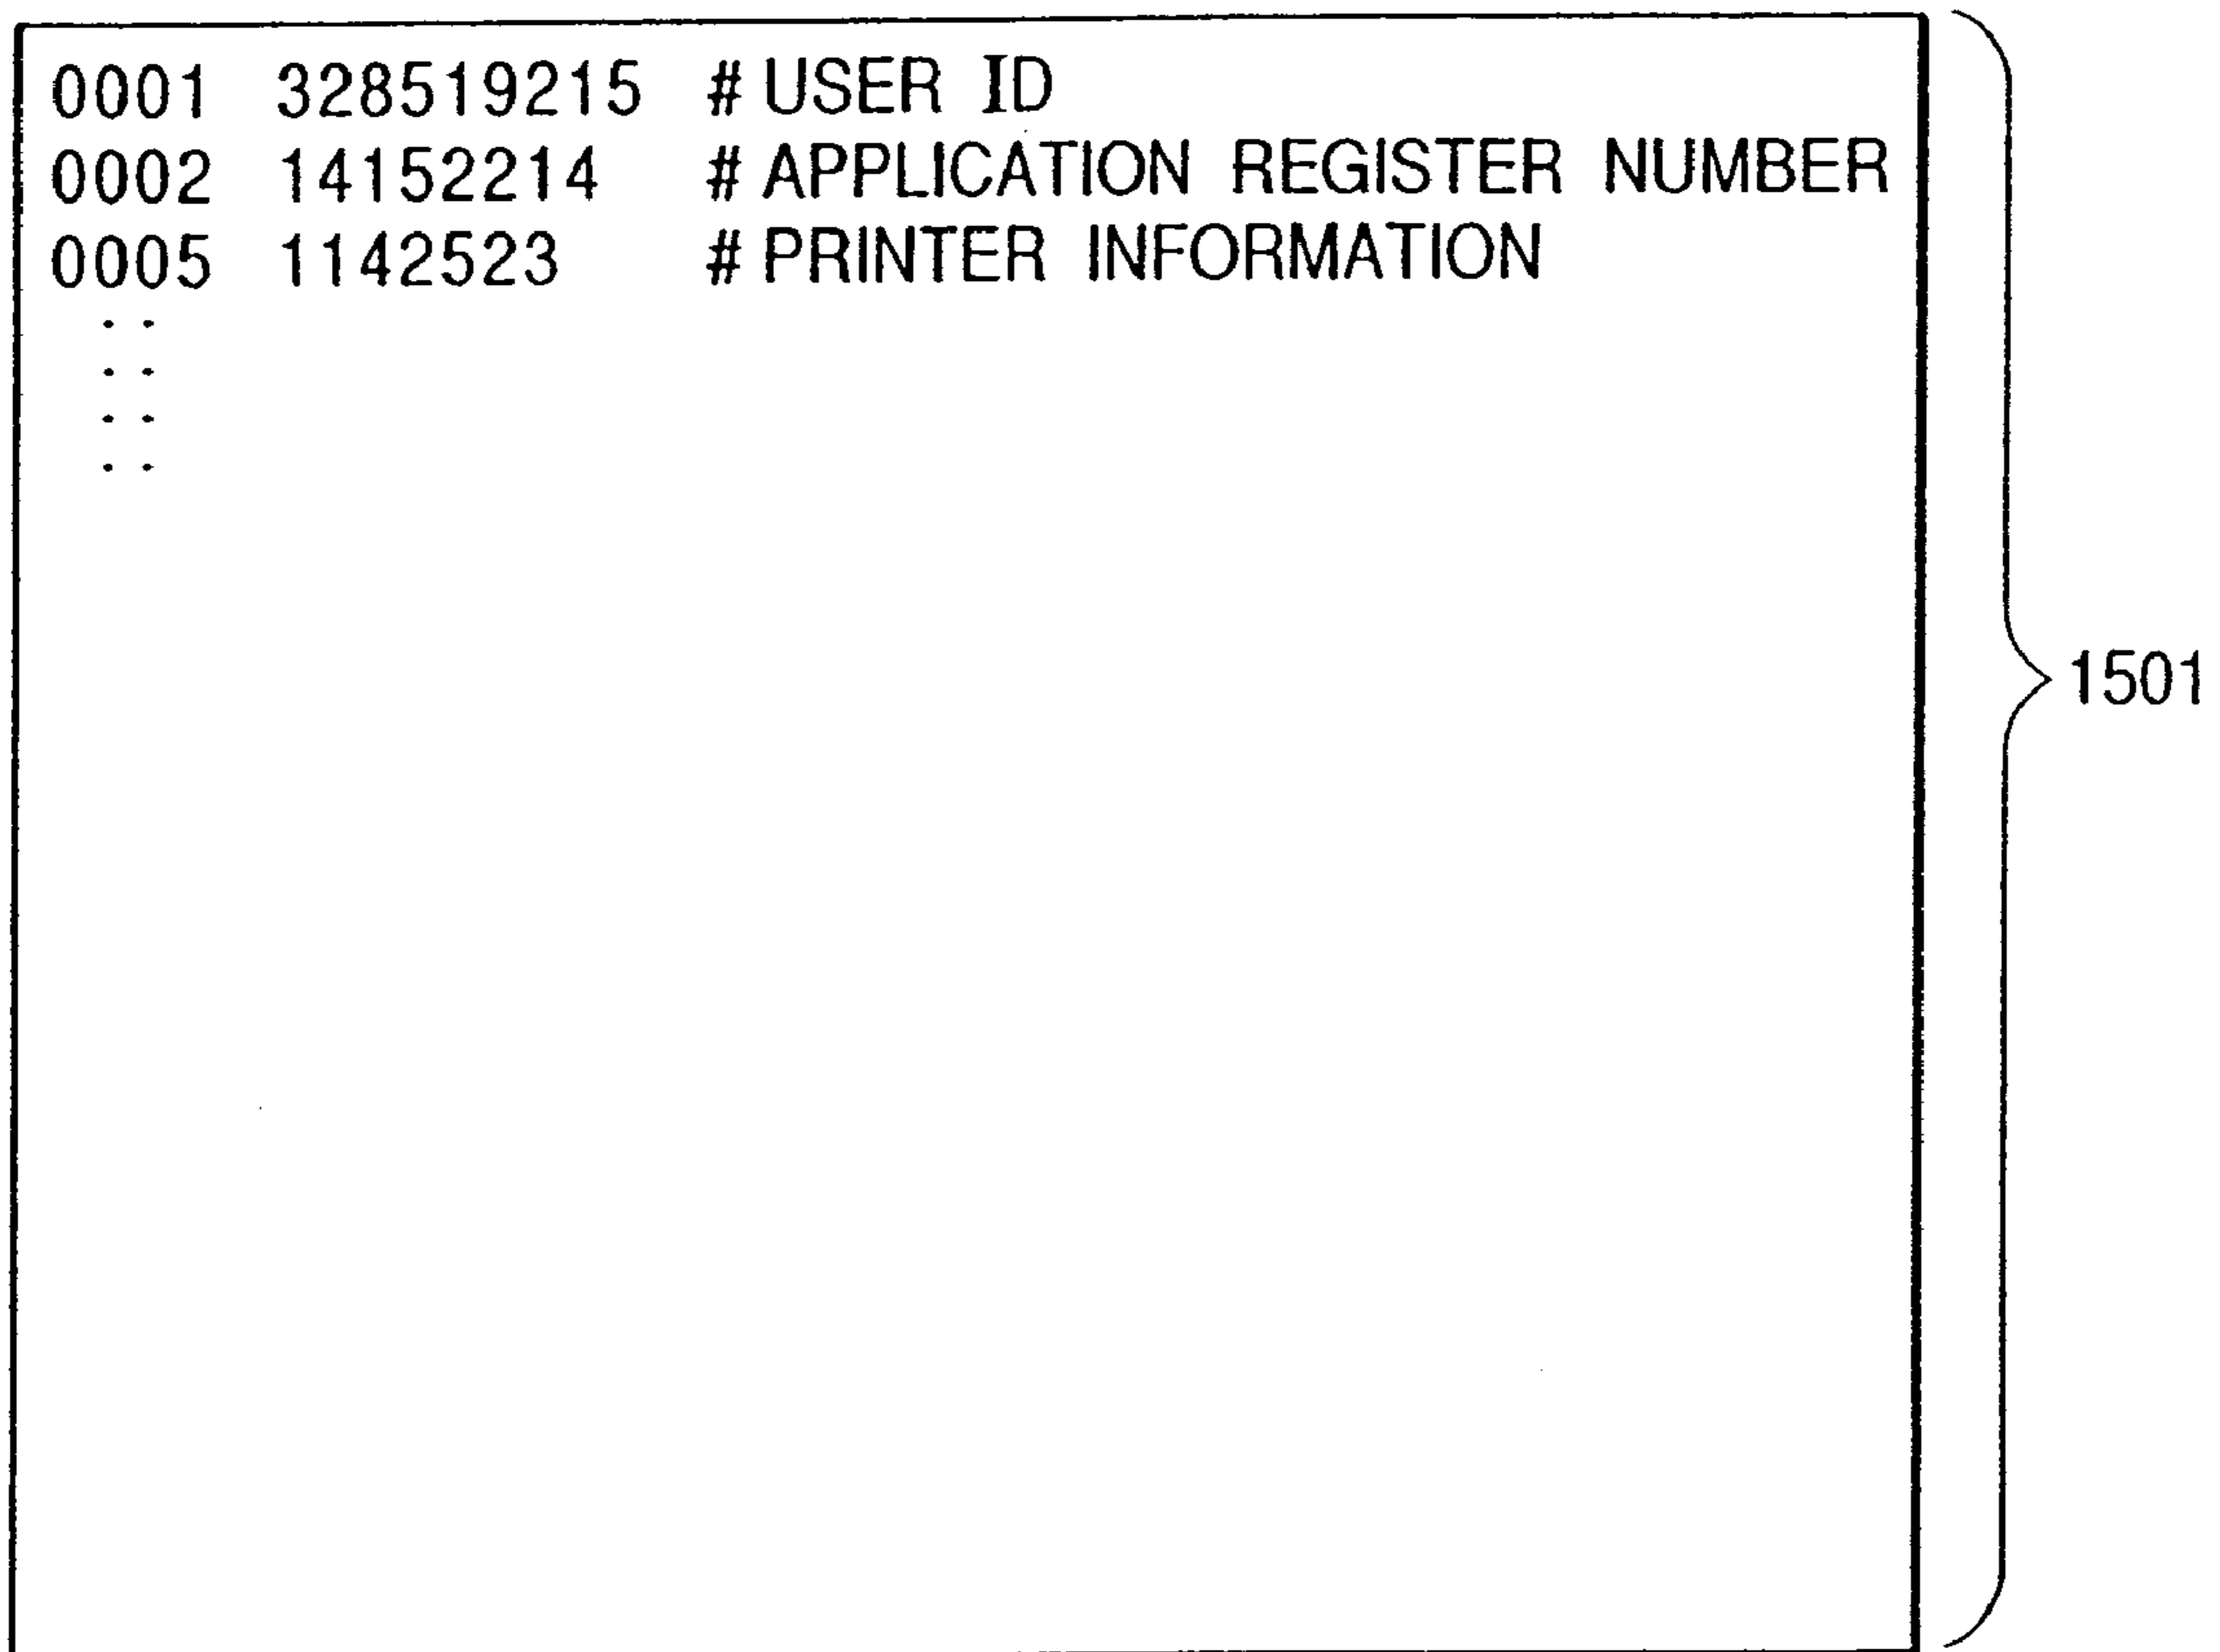 0001 328519215 # USER ID
0002 14152214 # APPLICATION REGISTER NUMBER
0005 1142523 # PRINTER INFORMATION
: :
: :
1501